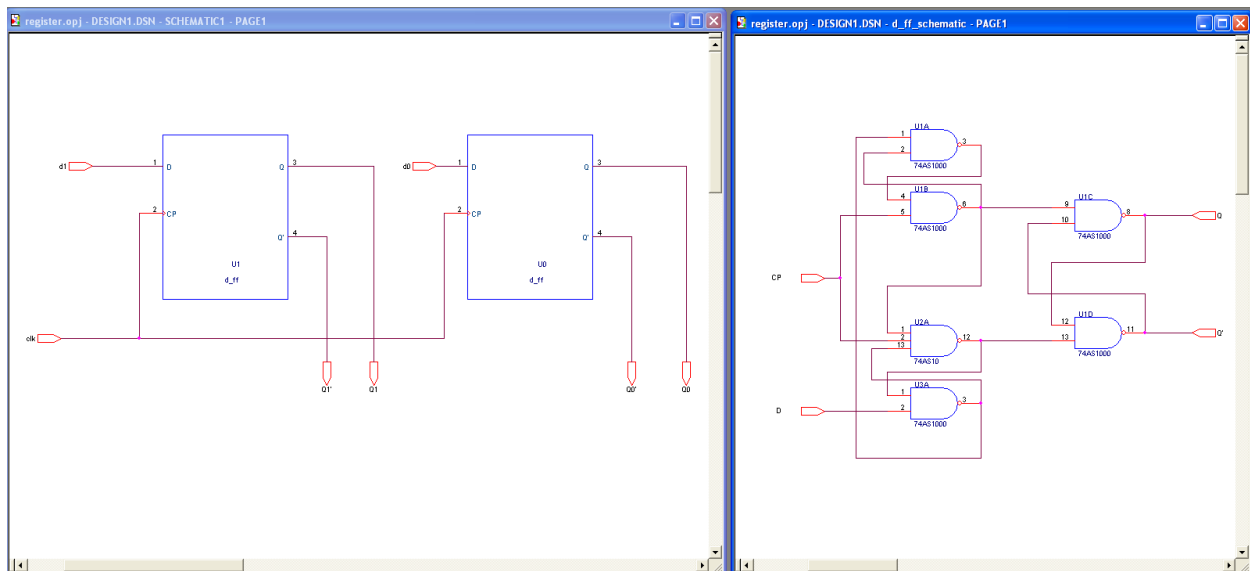 register.opj - DESIGN1.DSN - SCHEMATIC1 - PAGE1
d1
1
D
Q
3
2
CP
Q'
4
U1
d_ff
d0
1
D
Q
3
2
CP
Q'
4
U0
d_ff
clk
Q1'
Q1
Q0'
Q0
register.opj - DESIGN1.DSN - d_ff_schematic - PAGE1
U1A
1
2
3
74AS1000
U1B
4
5
6
74AS1000
U1C
9
10
8
74AS1000
Q
CP
U2A
1
2
13
12
74AS10
U1D
12
13
11
74AS1000
Q'
U3A
1
2
3
74AS1000
D